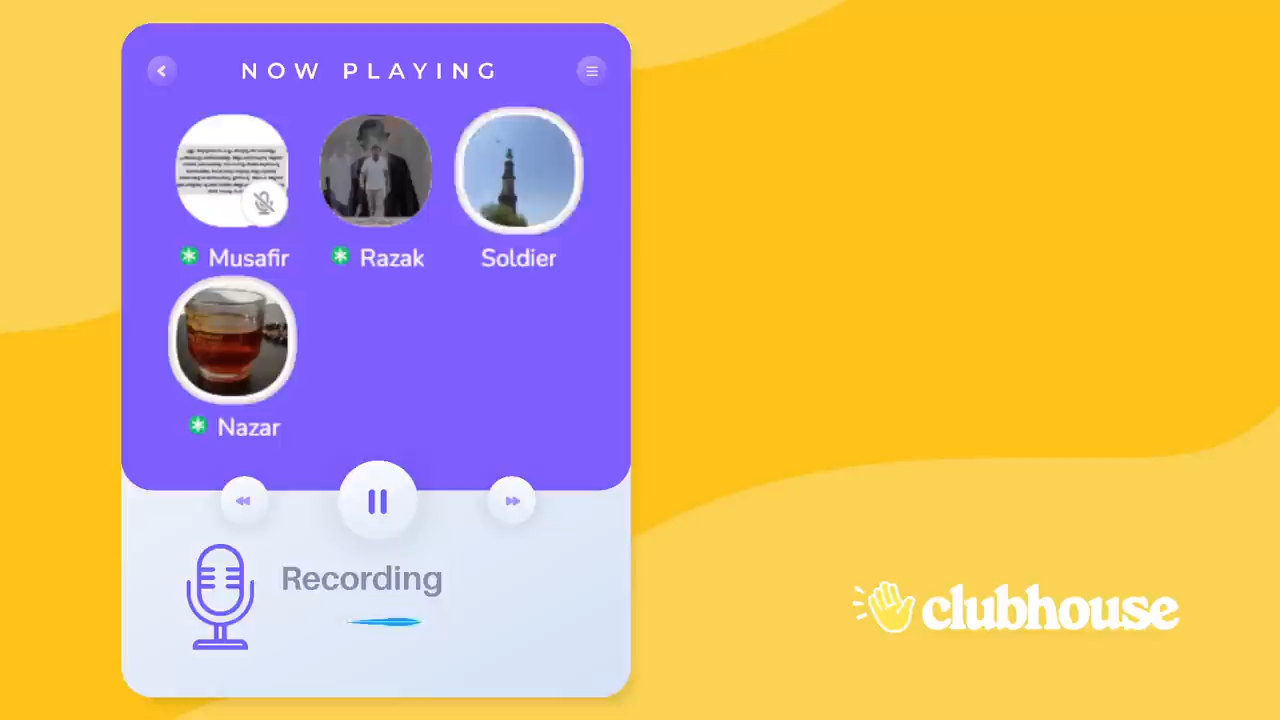 NOW PLAYING
Musafir
Razak
Soldier
Nazar
Recording
clubhouse